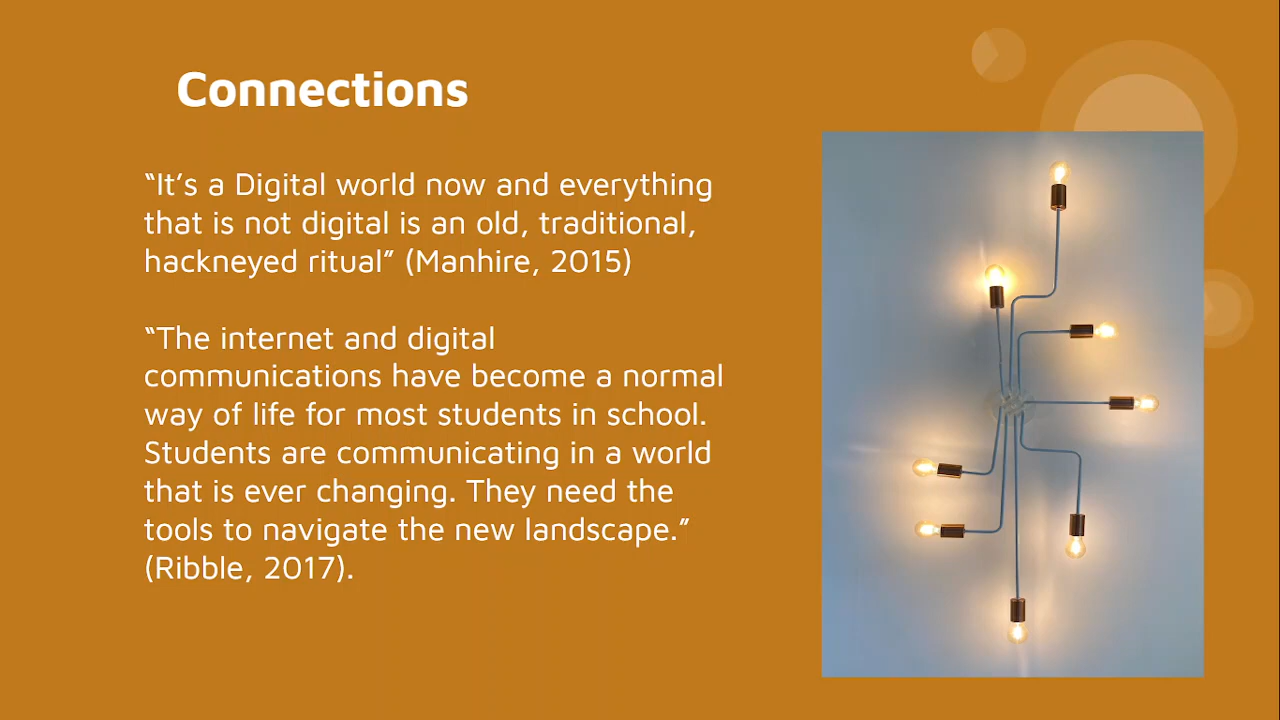 Connections
“It’s a Digital world now and everything
that is not digital is an old, traditional,
hackneyed ritual” (Manhire, 2015)
“The internet and digital
communications have become a normal
way of life for most students in school.
Students are communicating in a world
that is ever changing. They need the
tools to navigate the new landscape.”
(Ribble, 2017).